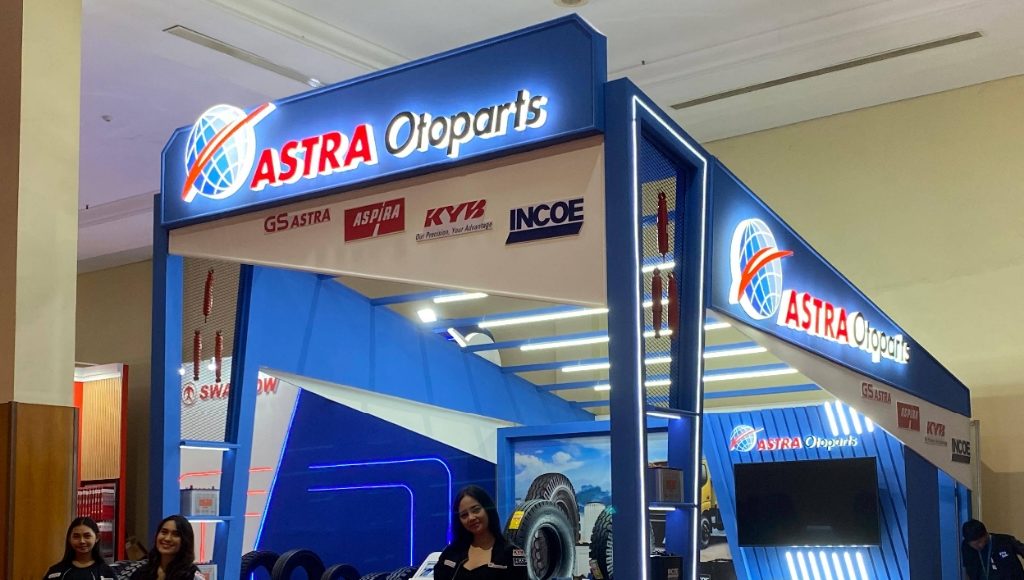 ASTRA Otoparts
GS ASTRA
ASPIRA
KYB
Our Precision, Your Advantage
INCOE
ASTRA Otoparts
GS ASTRA
ASPIRA
KYB
INCOE
ASTRA Otoparts